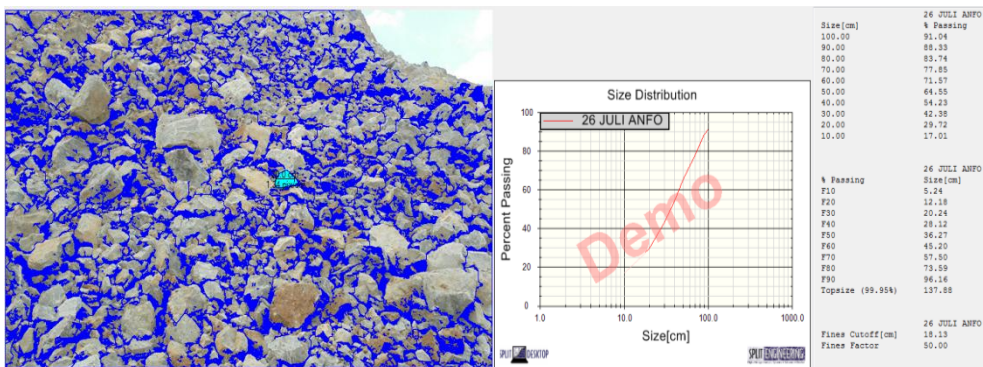 Size Distribution
26 JULI ANFO
Demo
Percent Passing
100
80
60
40
20
0
1.0 10.0 100.0 1000.0
Size[cm]
SPLIT DESKTOP
SPLIT ENGINEERING
26 JULI ANFO
Size[cm] % Passing
100.00 91.04
90.00 88.33
80.00 83.74
70.00 77.85
60.00 71.57
50.00 64.55
40.00 54.23
30.00 42.38
20.00 29.72
10.00 17.01
26 JULI ANFO
% Passing Size[cm]
F10 5.24
F20 12.18
F30 20.24
F40 28.12
F50 36.27
F60 45.20
F70 57.50
F80 73.59
F90 96.16
Topsize (99.95%) 137.88
26 JULI ANFO
Fines Cutoff[cm] 18.13
Fines Factor 50.00